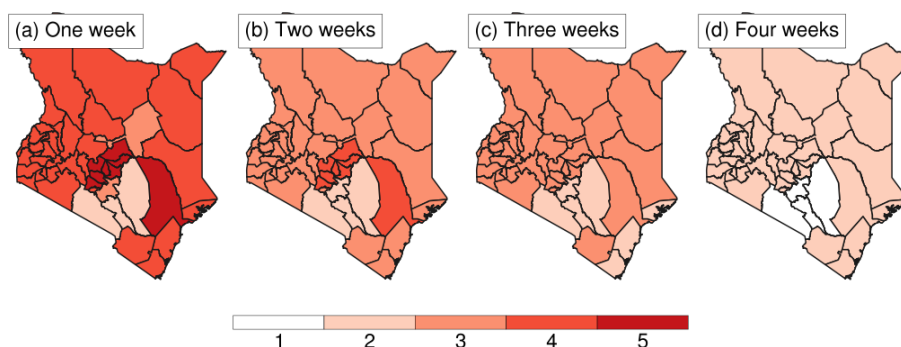 (a) One week
(b) Two weeks
(c) Three weeks
(d) Four weeks
1 2 3 4 5